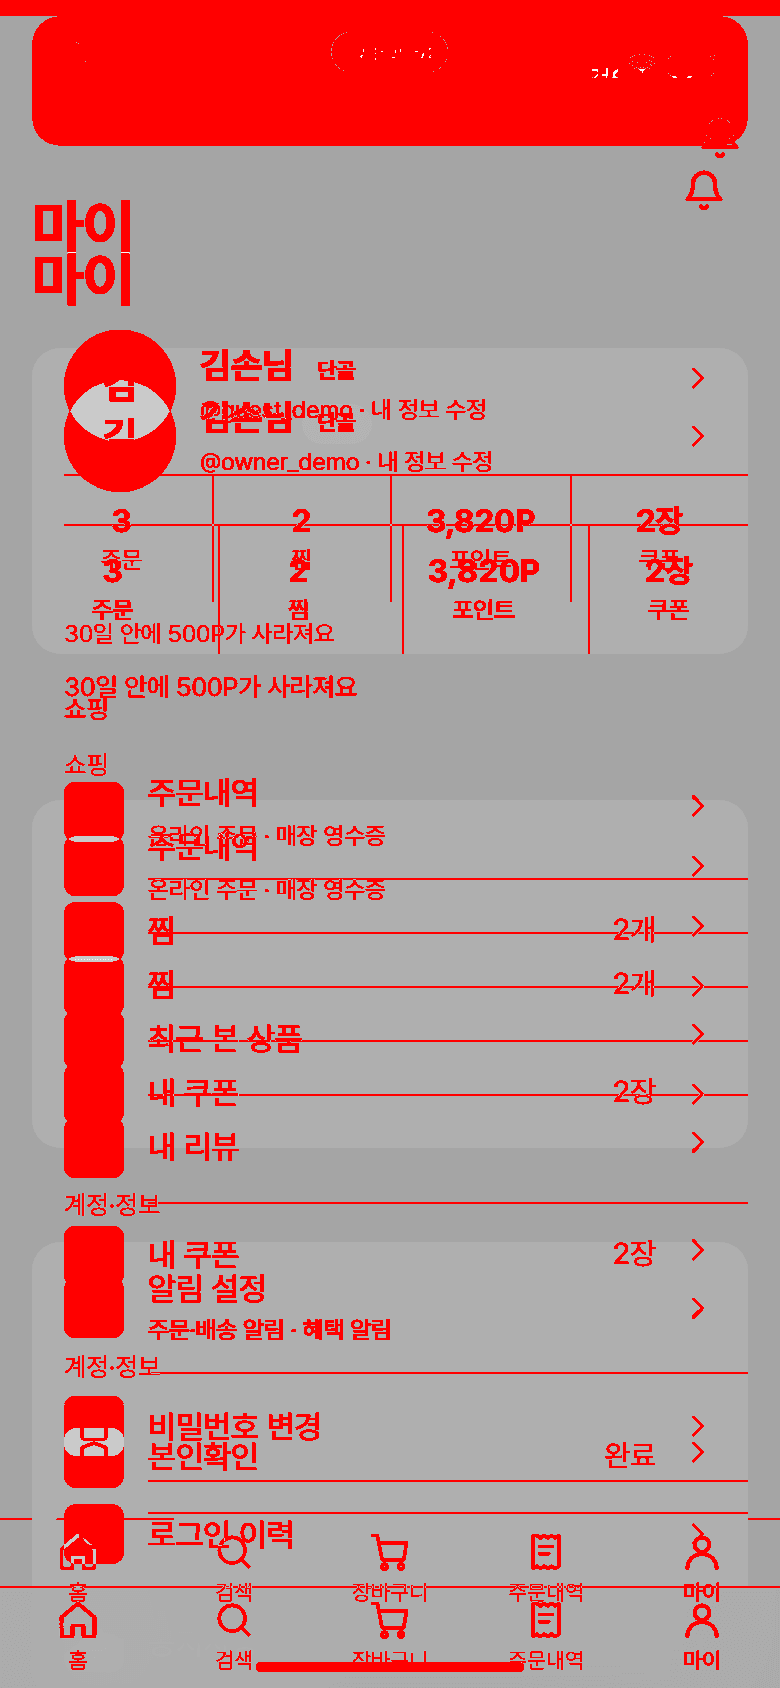 마이
마이
김손님 단골
@guest_demo · 내 정보 수정
김손님 단골
@owner_demo · 내 정보 수정
3 2 3,820P 2장
주문 찜 포인트 쿠폰
3 2 3,820P 2장
주문 찜 포인트 쿠폰
30일 안에 500P가 사라져요
30일 안에 500P가 사라져요
쇼핑
쇼핑
주문내역
온라인 주문 · 매장 영수증
주문내역
온라인 주문 · 매장 영수증
찜 2개
찜 2개
최근 본 상품
내 쿠폰 2장
내 리뷰
계정·정보
내 쿠폰 2장
알림 설정
주문·배송 알림 · 혜택 알림
계정·정보
비밀번호 변경
본인확인 완료
로그인 이력
홈 검색 장바구니 주문내역 마이
홈 검색 장바구니 주문내역 마이